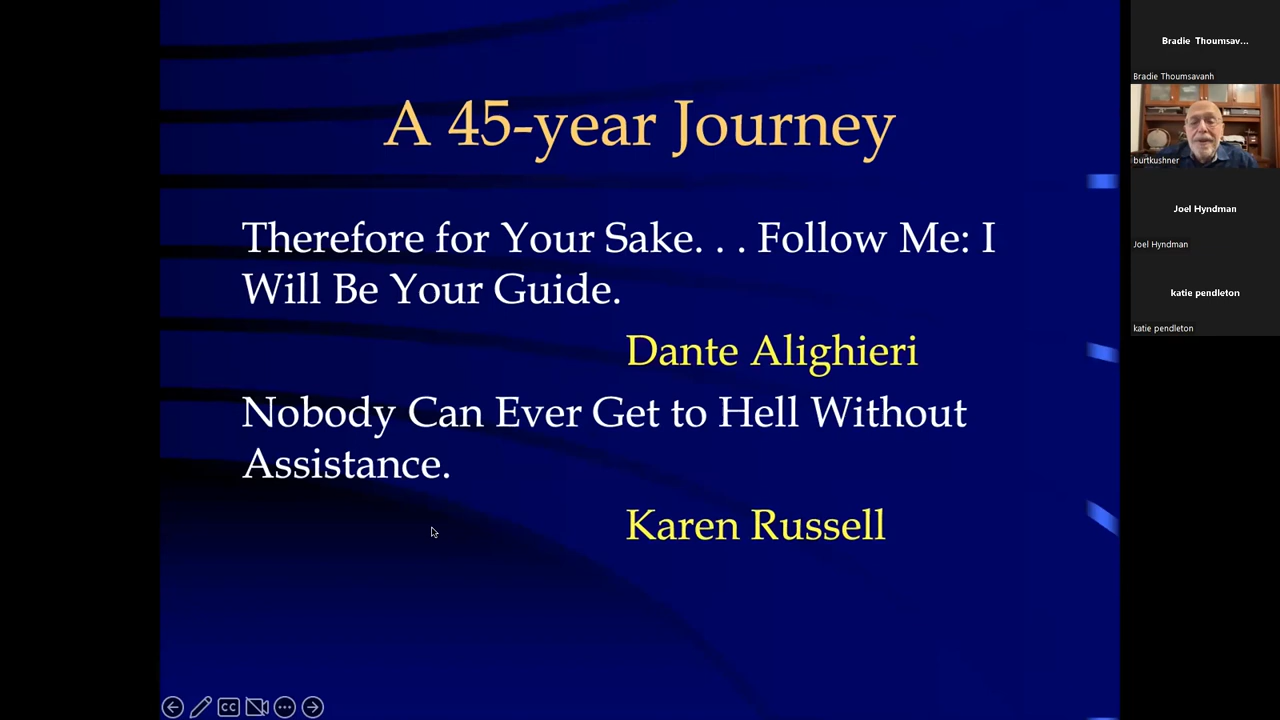 A 45-year Journey
Therefore for Your Sake. . . Follow Me: I
Will Be Your Guide.
Dante Alighieri
Nobody Can Ever Get to Hell Without
Assistance.
Karen Russell
Bradie Thoumsav...
Bradie Thoumsavanh
burtkushner
Joel Hyndman
Joel Hyndman
katie pendleton
katie pendleton
CC